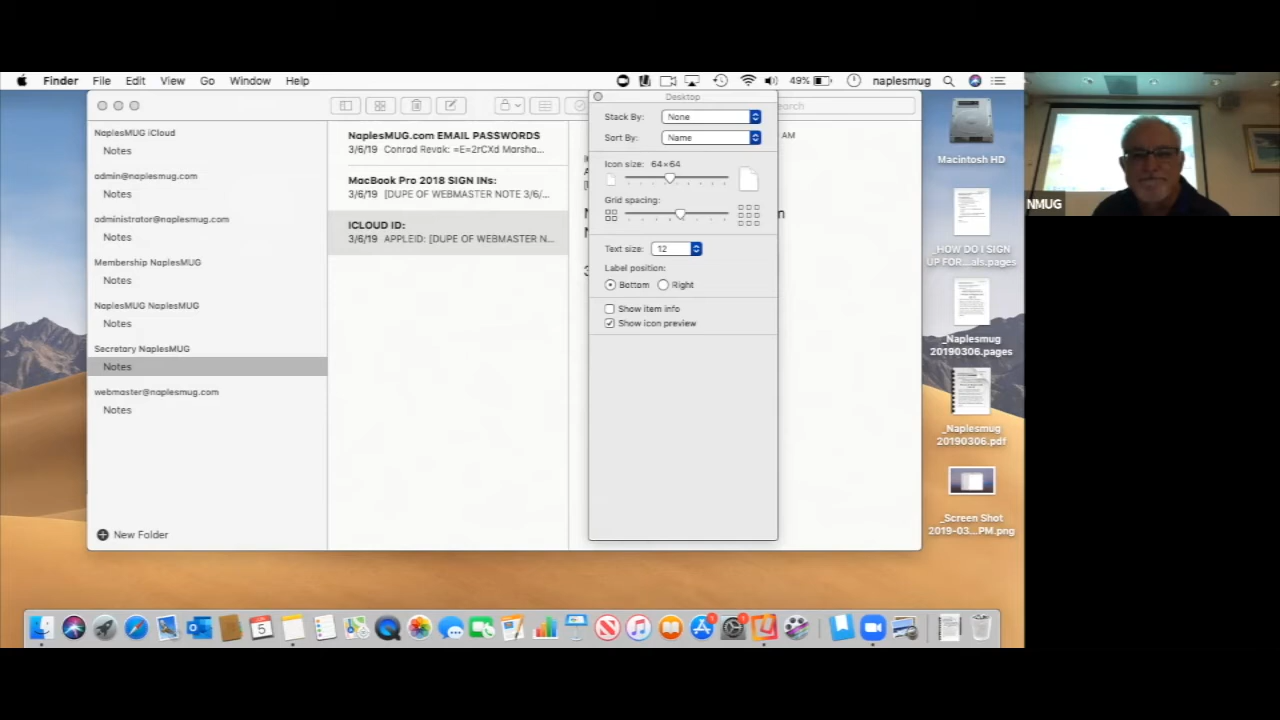 Finder File Edit View Go Window Help 49% naplesmug
Desktop
Stack By: None
Sort By: Name
Icon size: 64×64
Grid spacing:
Text size: 12
Label position:
Bottom Right
Show item info
Show icon preview
NaplesMUG iCloud
Notes
admin@naplesmug.com
Notes
administrator@naplesmug.com
Notes
Membership NaplesMUG
Notes
NaplesMUG NaplesMUG
Notes
Secretary NaplesMUG
Notes
webmaster@naplesmug.com
Notes
New Folder
NaplesMUG.com EMAIL PASSWORDS
3/6/19 Conrad Revak: =E=2rCXd Marsha...
MacBook Pro 2018 SIGN INs:
3/6/19 [DUPE OF WEBMASTER NOTE 3/6/...
ICLOUD ID:
3/6/19 APPLEID: [DUPE OF WEBMASTER N...
earch
AM
Macintosh HD
_HOW DO I SIGN
UP FOR...als.pages
_Naplesmug
20190306.pages
_Naplesmug
20190306.pdf
_Screen Shot
2019-03...PM.png
NMUG
5